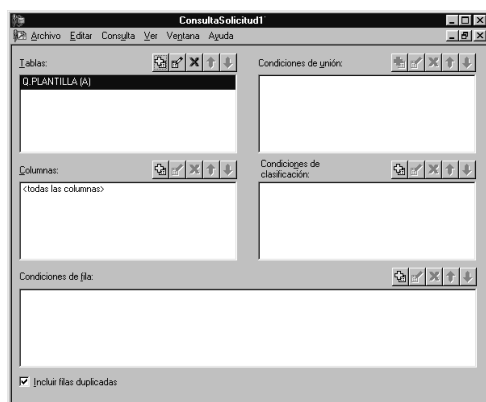 ConsultaSolicitud1
Archivo Editar Consulta Ver Ventana Ayuda
Tablas:
Q.PLANTILLA (A)
Condiciones de unión:
Columnas:
<todas las columnas>
Condiciones de
clasificación:
Condiciones de fila:
Incluir filas duplicadas